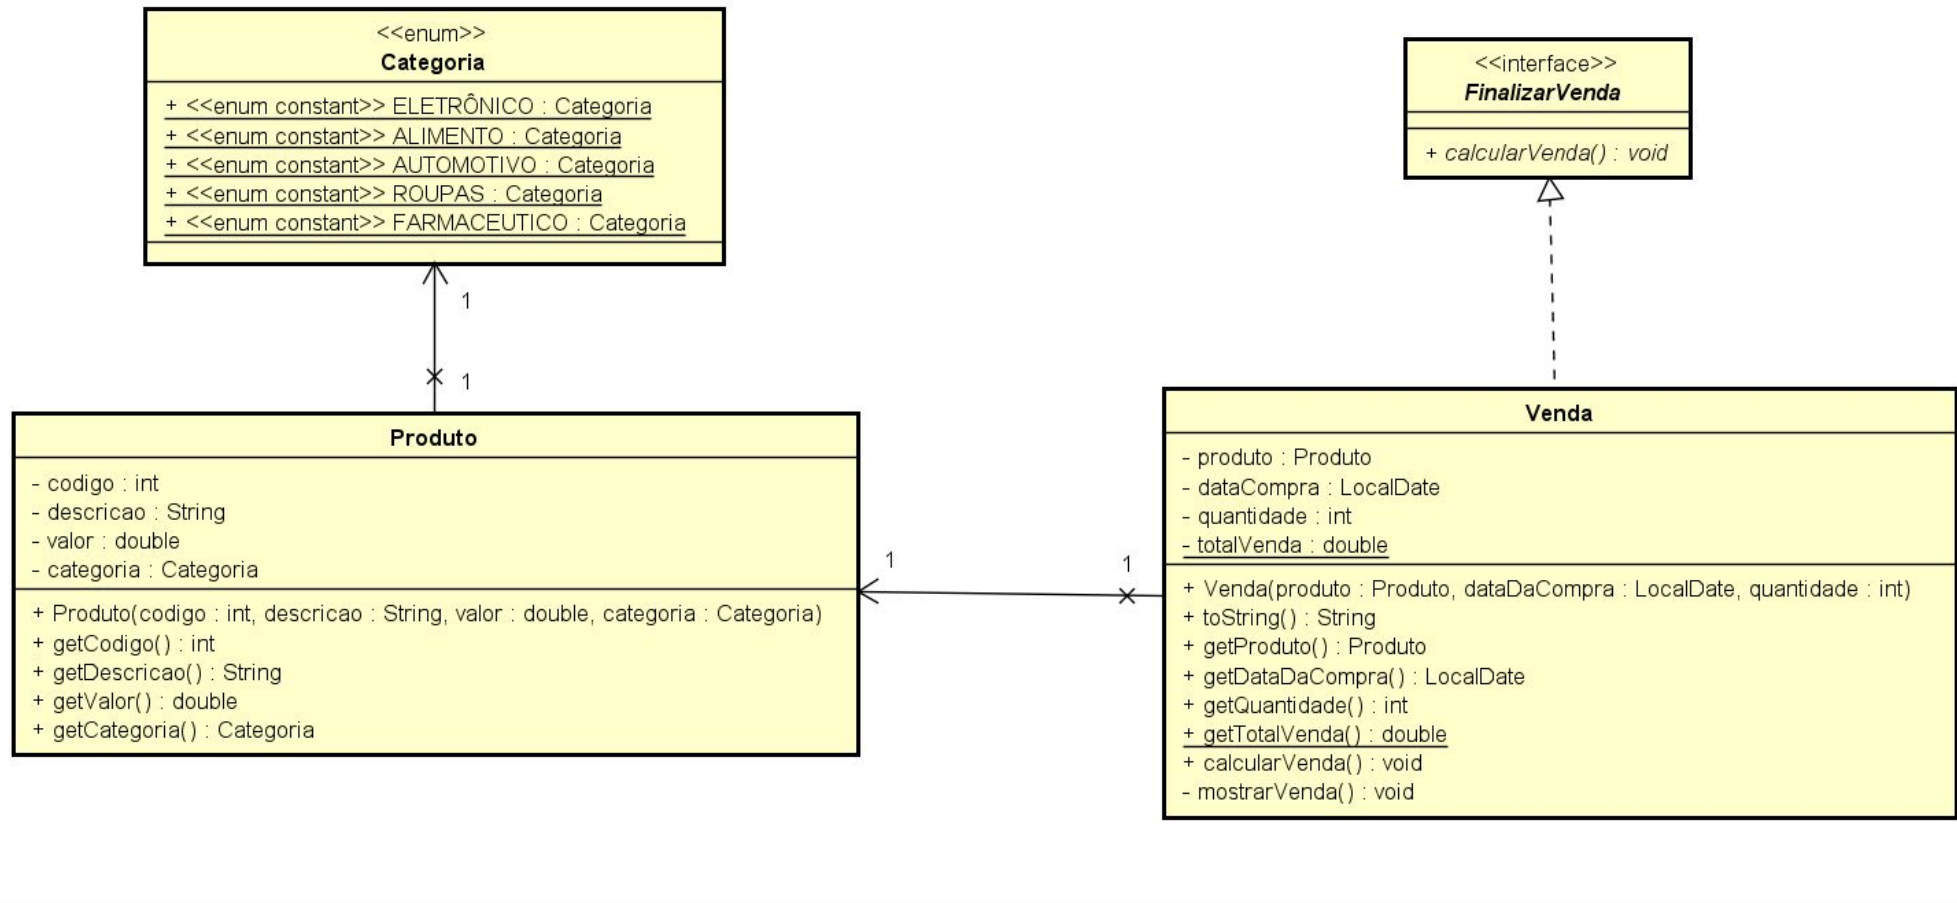 <<enum>>
Categoria
+ <<enum constant>> ELETRÔNICO : Categoria
+ <<enum constant>> ALIMENTO : Categoria
+ <<enum constant>> AUTOMOTIVO : Categoria
+ <<enum constant>> ROUPAS : Categoria
+ <<enum constant>> FARMACEUTICO : Categoria
<<interface>>
FinalizarVenda
+ calcularVenda() : void
1
1
Produto
- codigo : int
- descricao : String
- valor : double
- categoria : Categoria
+ Produto(codigo : int, descricao : String, valor : double, categoria : Categoria)
+ getCodigo() : int
+ getDescricao() : String
+ getValor() : double
+ getCategoria() : Categoria
1
1
Venda
- produto : Produto
- dataCompra : LocalDate
- quantidade : int
- totalVenda : double
+ Venda(produto : Produto, dataDaCompra : LocalDate, quantidade : int)
+ toString() : String
+ getProduto() : Produto
+ getDataDaCompra() : LocalDate
+ getQuantidade() : int
+ getTotalVenda() : double
+ calcularVenda() : void
- mostrarVenda() : void